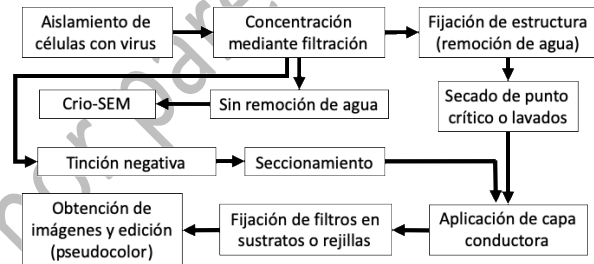 Aislamiento de
células con virus
Concentración
mediante filtración
Fijación de estructura
(remoción de agua)
Crio-SEM
Sin remoción de agua
Secado de punto
crítico o lavados
Tinción negativa
Seccionamiento
Obtención de
imágenes y edición
(pseudocolor)
Fijación de filtros en
sustratos o rejillas
Aplicación de capa
conductora
por pare